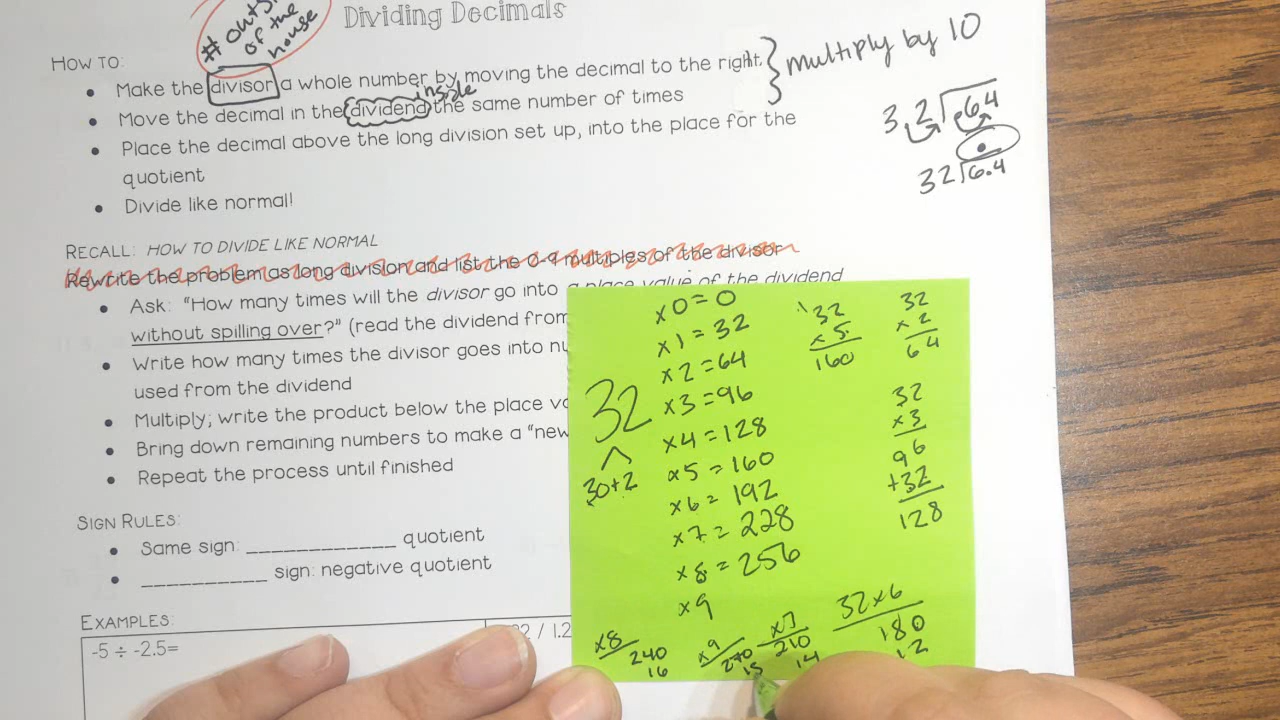 Dividing Decimals
# outs
of the
house
HOW TO:
• Make the divisor a whole number by moving the decimal to the right.
inside
• Move the decimal in the dividend the same number of times
• Place the decimal above the long division set up, into the place for the
quotient
• Divide like normal!
multiply by 10
3.2 .64
32 6.4
RECALL: HOW TO DIVIDE LIKE NORMAL
Rewrite the problem as long division and list the 0-9 multiples of the divisor
• Ask: "How many times will the divisor go into a place value of the dividend
without spilling over?" (read the dividend from
• Write how many times the divisor goes into nu
used from the dividend
• Multiply; write the product below the place va
• Bring down remaining numbers to make a "new
• Repeat the process until finished
SIGN RULES:
• Same sign: ____________ quotient
• __________ sign: negative quotient
EXAMPLES:
-5 ÷ -2.5=
/ 1.2
32
30+2
x0=0
x1=32
x2=64
x3=96
x4=128
x5=160
x6=192
x7=228
x8=256
x9
1
32
x5
160
32
x2
64
32
x3
96
+32
128
x8
240
16
x9
270
x7
210
14
32x6
180
12